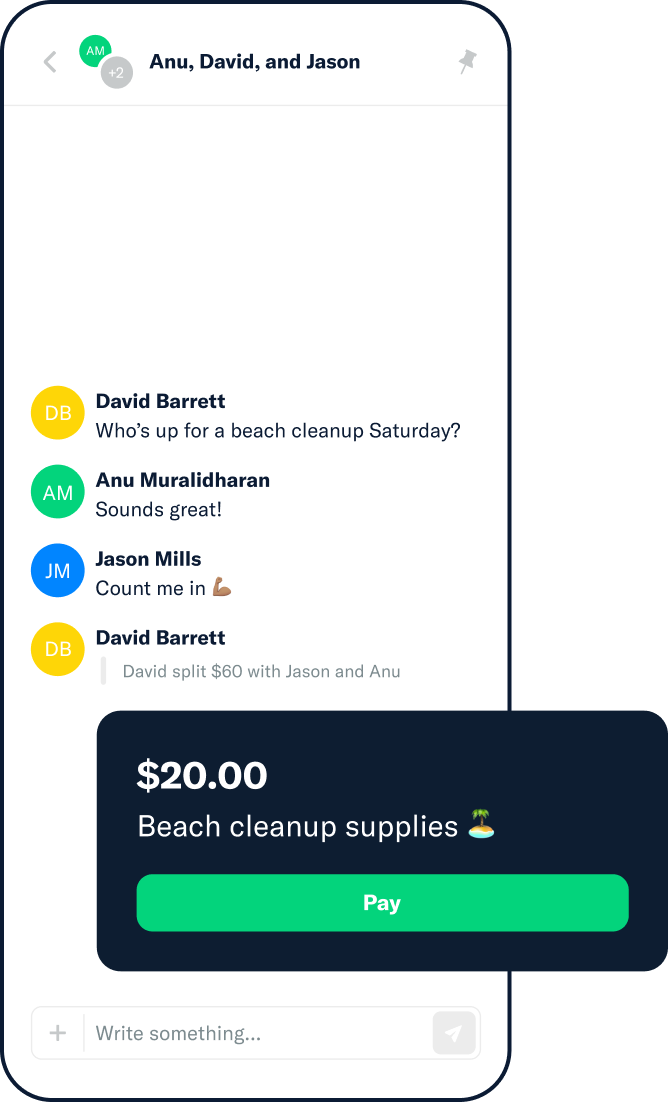 AM
+2
Anu, David, and Jason
DB
David Barrett
Who’s up for a beach cleanup Saturday?
AM
Anu Muralidharan
Sounds great!
JM
Jason Mills
Count me in 💪🏽
DB
David Barrett
David split $60 with Jason and Anu
$20.00
Beach cleanup supplies 🏝️
Pay
+
Write something...